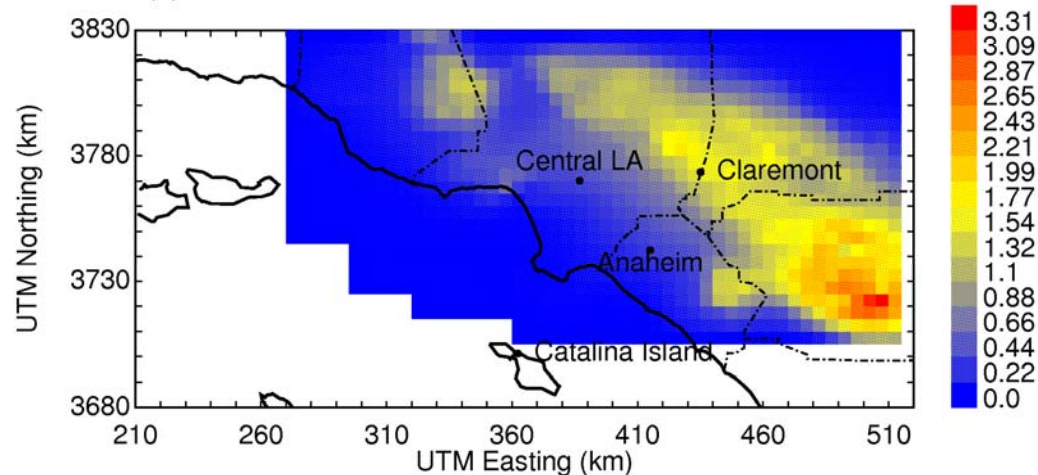 3830
3780
3730
3680
UTM Northing (km)
Central LA
Claremont
Anaheim
Catalina Island
210 260 310 360 410 460 510
UTM Easting (km)
3.31
3.09
2.87
2.65
2.43
2.21
1.99
1.77
1.54
1.32
1.1
0.88
0.66
0.44
0.22
0.0